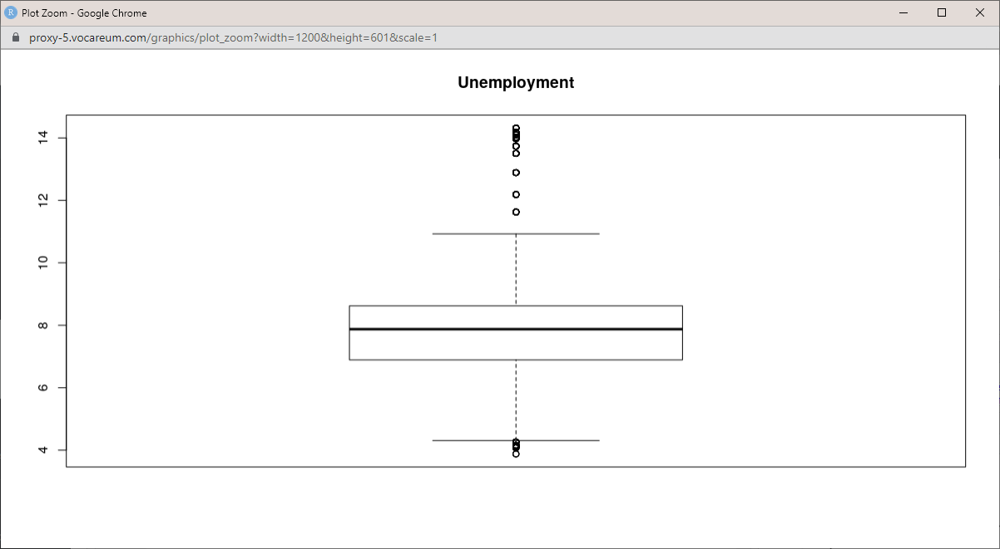 R Plot Zoom - Google Chrome
proxy-5.vocareum.com/graphics/plot_zoom?width=1200&height=601&scale=1
Unemployment
14
12
10
8
6
4